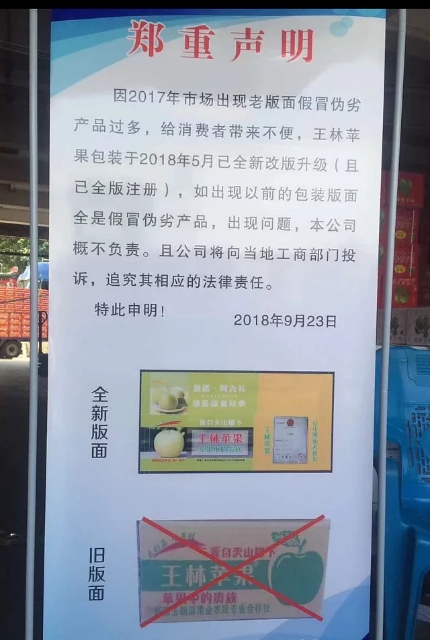 郑重声明
因2017年市场出现老版面假冒伪劣
产品过多，给消费者带来不便，王林苹
果包装于2018年5月已全新改版升级（且
已全版注册），如出现以前的包装版面
全是假冒伪劣产品，出现问题，本公司
概不负责。且公司将向当地工商部门投
诉，追究其相应的法律责任。
特此申明！
2018年9月23日
全新版面
王林苹果
旧版面
王林苹果
苹果中的贵族